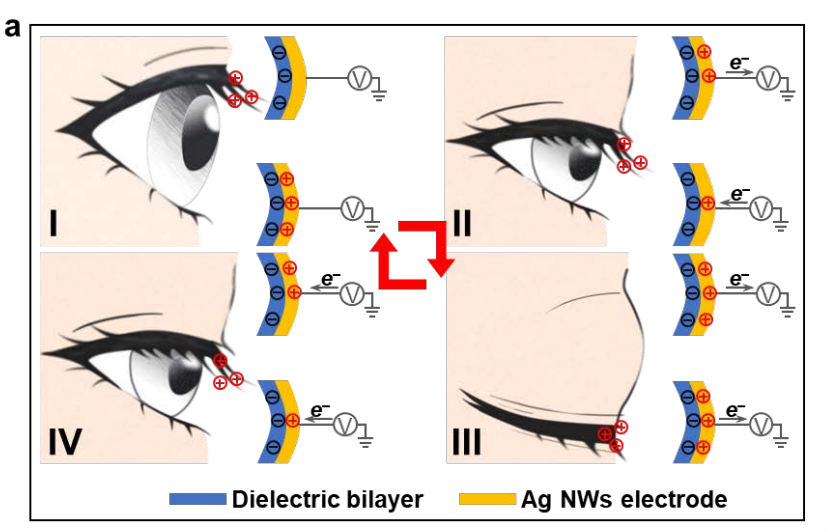 a
I
V
V
II
e⁻
V
e⁻
V
IV
e⁻
V
e⁻
V
III
e⁻
V
e⁻
V
Dielectric bilayer
Ag NWs electrode